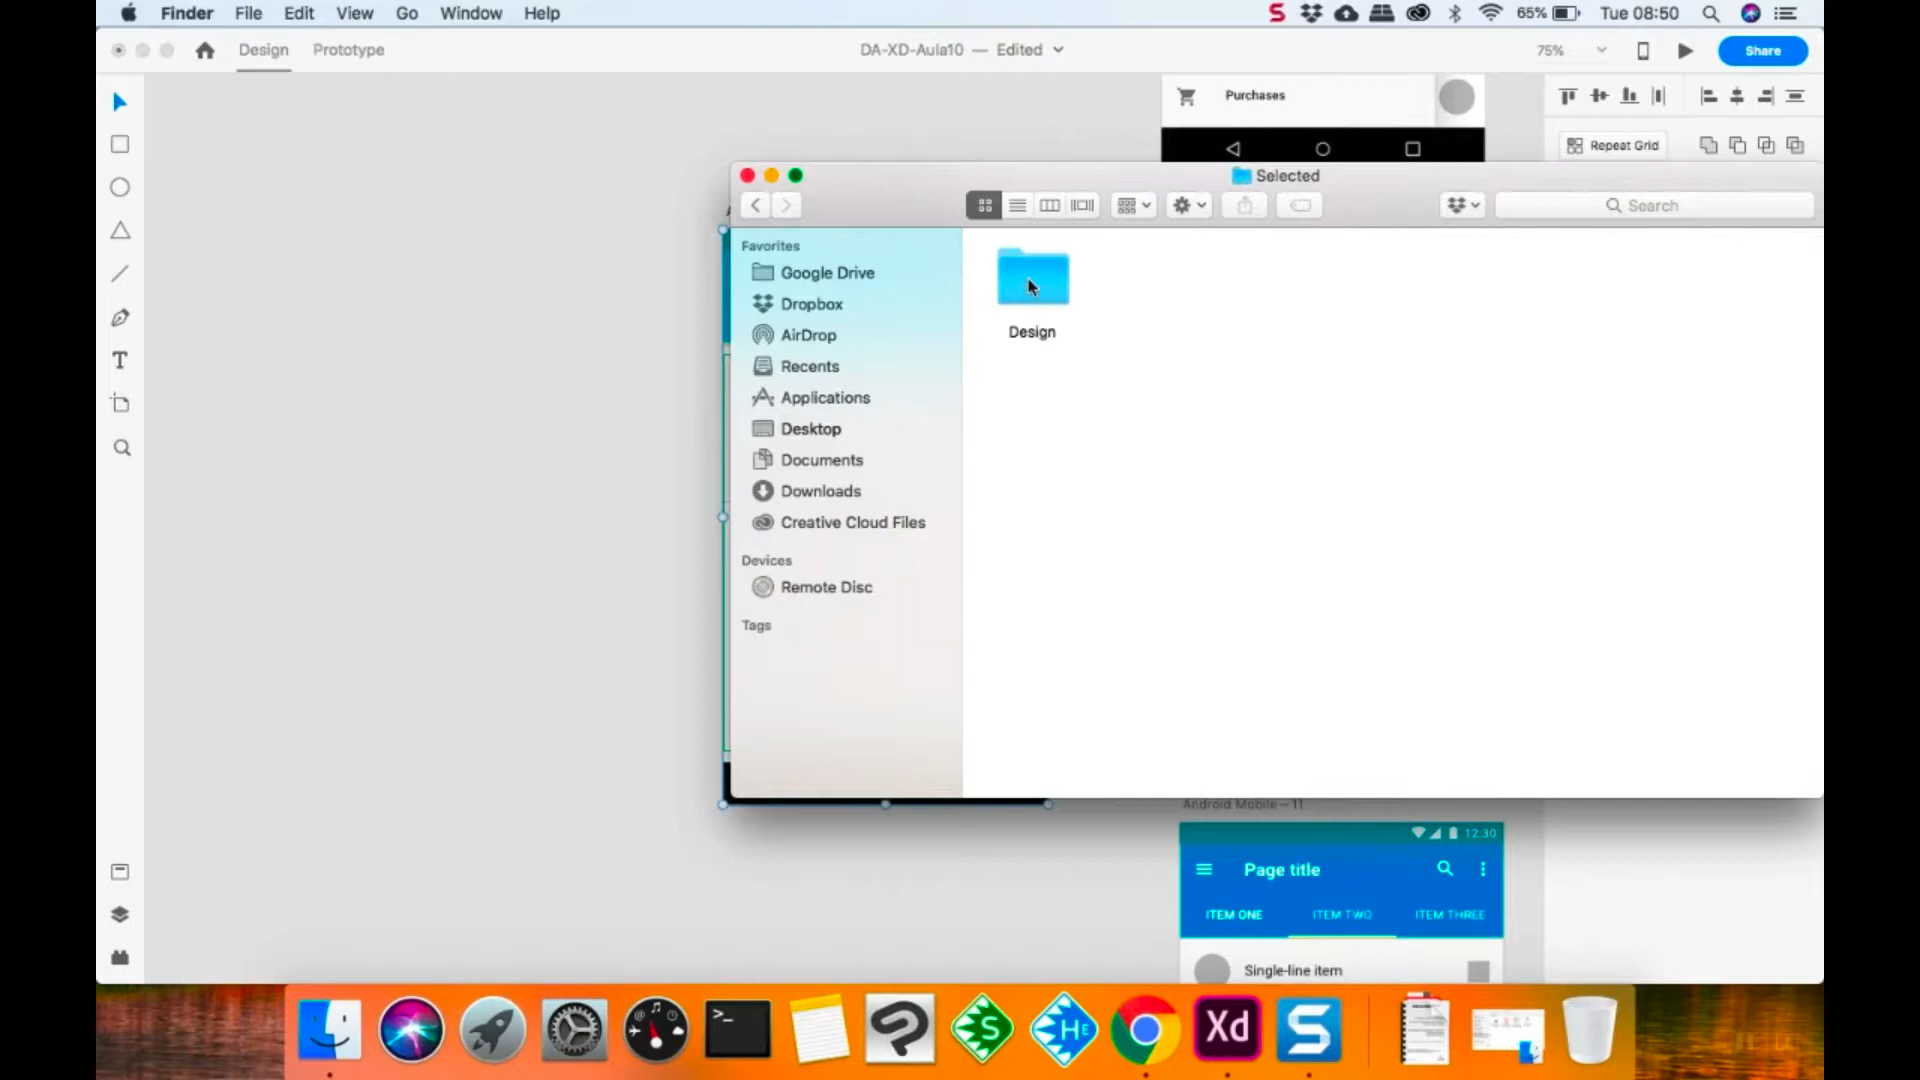 Finder File Edit View Go Window Help 65% Tue 08:50
Design Prototype DA-XD-Aula10 — Edited 75% Share
Purchases
Repeat Grid
Selected
Search
Favorites
Google Drive
Dropbox
AirDrop
Recents
Applications
Desktop
Documents
Downloads
Creative Cloud Files
Devices
Remote Disc
Tags
Design
Android Mobile – 11
12:30
Page title
ITEM ONE ITEM TWO ITEM THREE
Single-line item
S
He
Xd
S